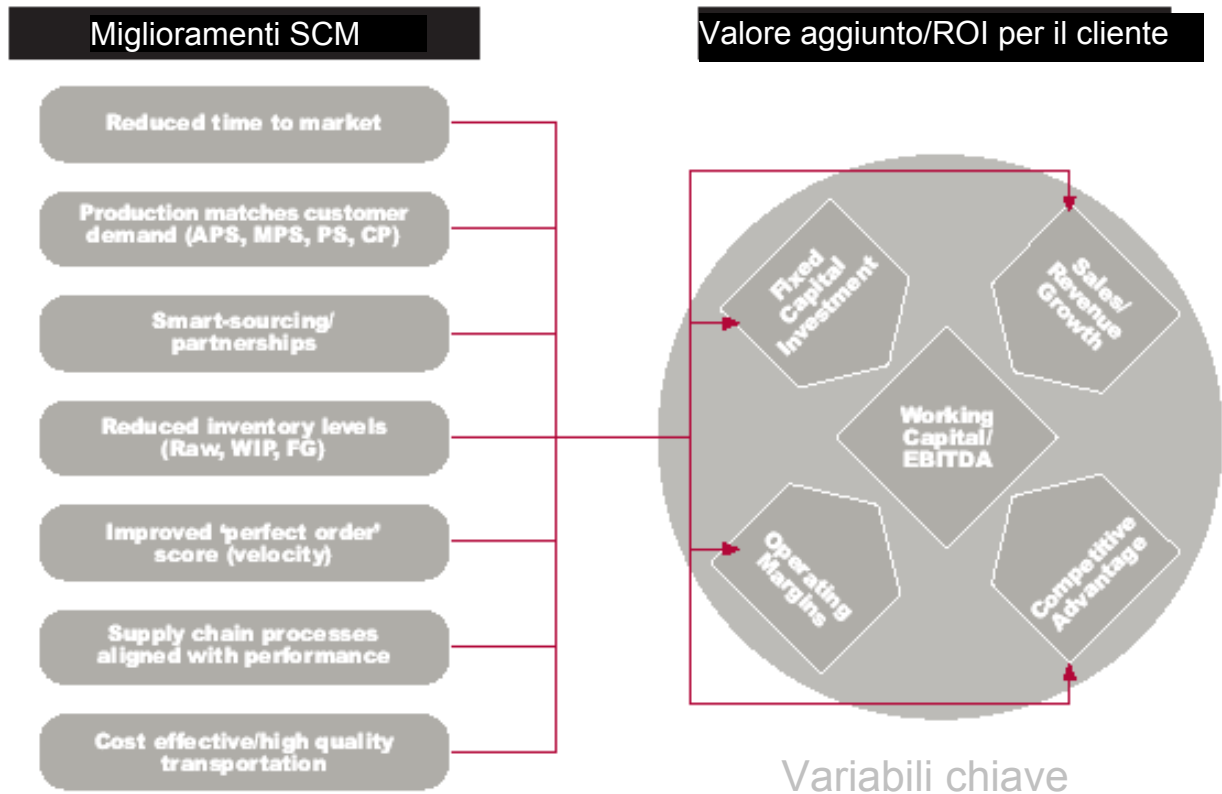 Miglioramenti SCM
Valore aggiunto/ROI per il cliente
Reduced time to market
Production matches customer
demand (APS, MPS, PS, CP)
Smart-sourcing/
partnerships
Reduced inventory levels
(Raw, WIP, FG)
Improved ‘perfect order’
score (velocity)
Supply chain processes
aligned with performance
Cost effective/high quality
transportation
Fixed
Capital
Investment
Sales/
Revenue
Growth
Working
Capital/
EBITDA
Operating
Margins
Competitive
Advantage
Variabili chiave